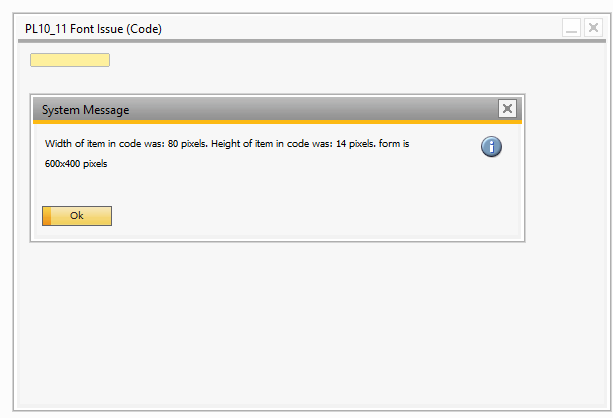 PL10_11 Font Issue (Code)
System Message
Width of item in code was: 80 pixels. Height of item in code was: 14 pixels. form is
600x400 pixels
Ok